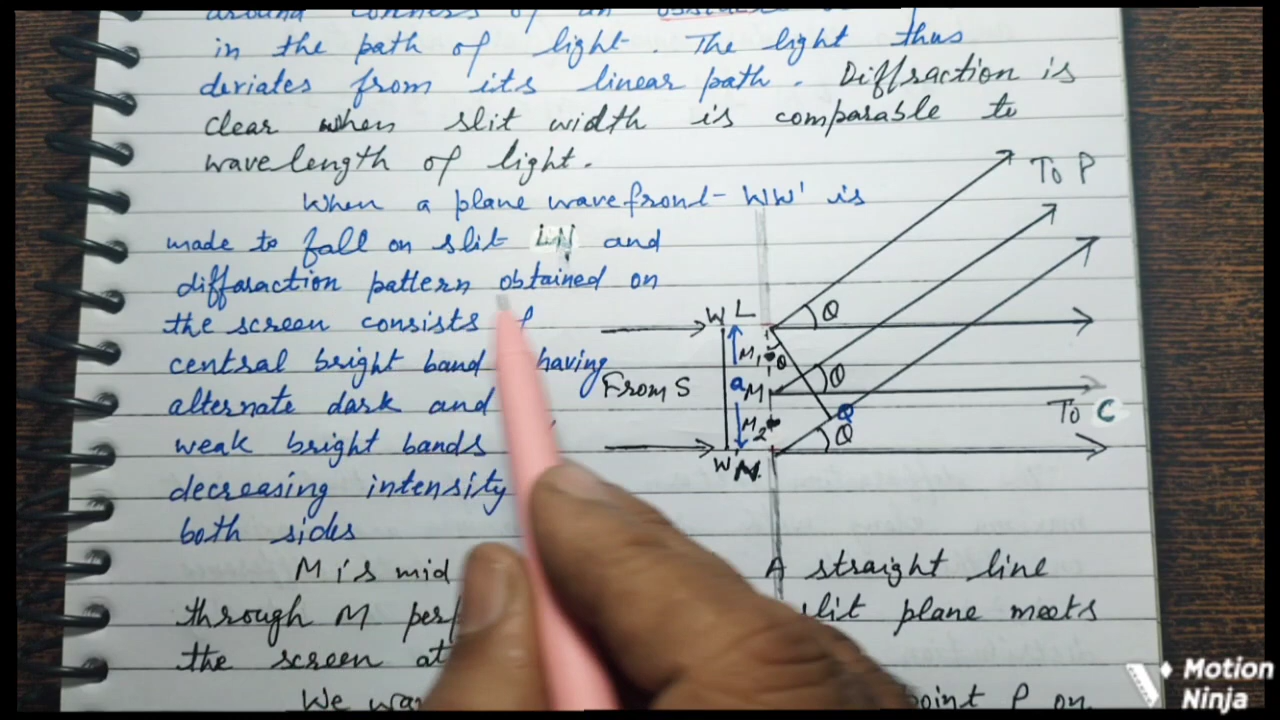 in the path of light. The light thus
deviates from its linear path. Diffraction is
clear when slit width is comparable to
wavelength of light.
When a plane wavefront WW' is
made to fall on slit LN and
diffraction pattern obtained on
the screen consists
central bright band having
alternate dark and
weak bright bands
decreasing intensity
both sides
M is mid A straight line
through M slit plane meets
the screen at
We point P on
To P
W L θ
M1 θ
From S a M θ
To C
M2 Q θ
W N
Motion
Ninja